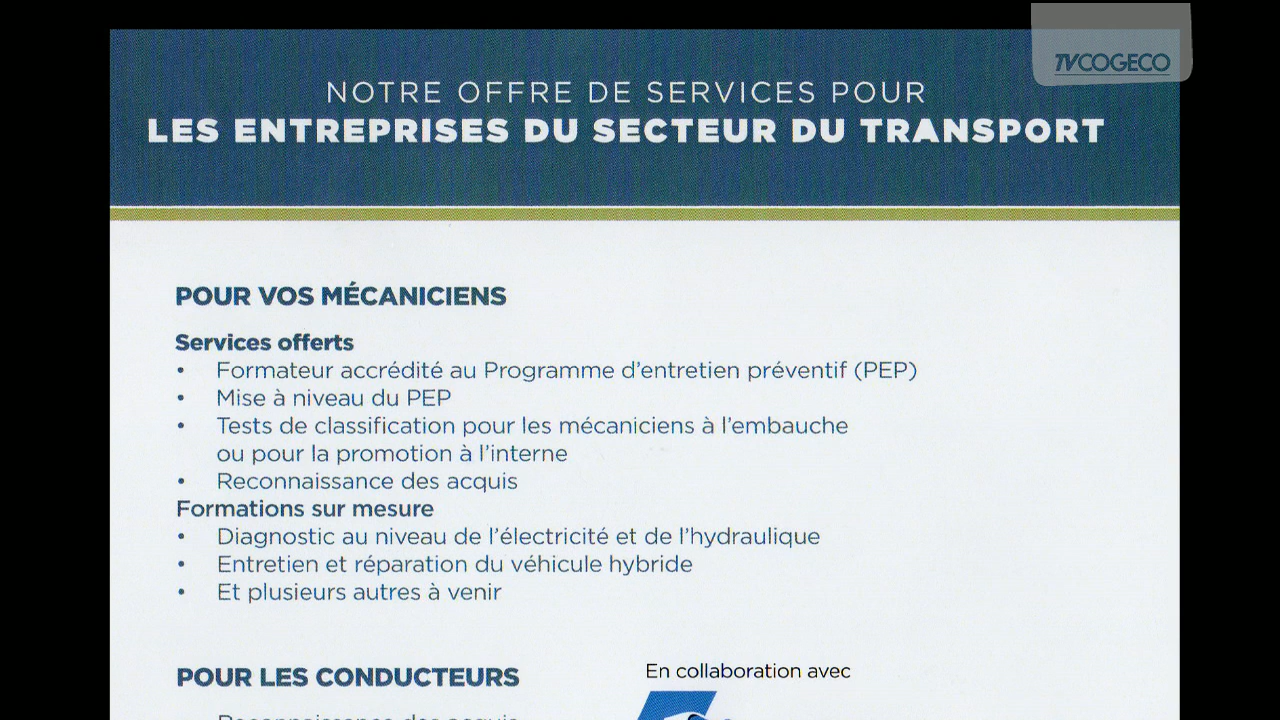 TVCOGECO
NOTRE OFFRE DE SERVICES POUR
LES ENTREPRISES DU SECTEUR DU TRANSPORT
POUR VOS MÉCANICIENS
Services offerts
• Formateur accrédité au Programme d’entretien préventif (PEP)
• Mise à niveau du PEP
• Tests de classification pour les mécaniciens à l’embauche
ou pour la promotion à l’interne
• Reconnaissance des acquis
Formations sur mesure
• Diagnostic au niveau de l’électricité et de l’hydraulique
• Entretien et réparation du véhicule hybride
• Et plusieurs autres à venir
POUR LES CONDUCTEURS
En collaboration avec
Reconnaissance des acquis